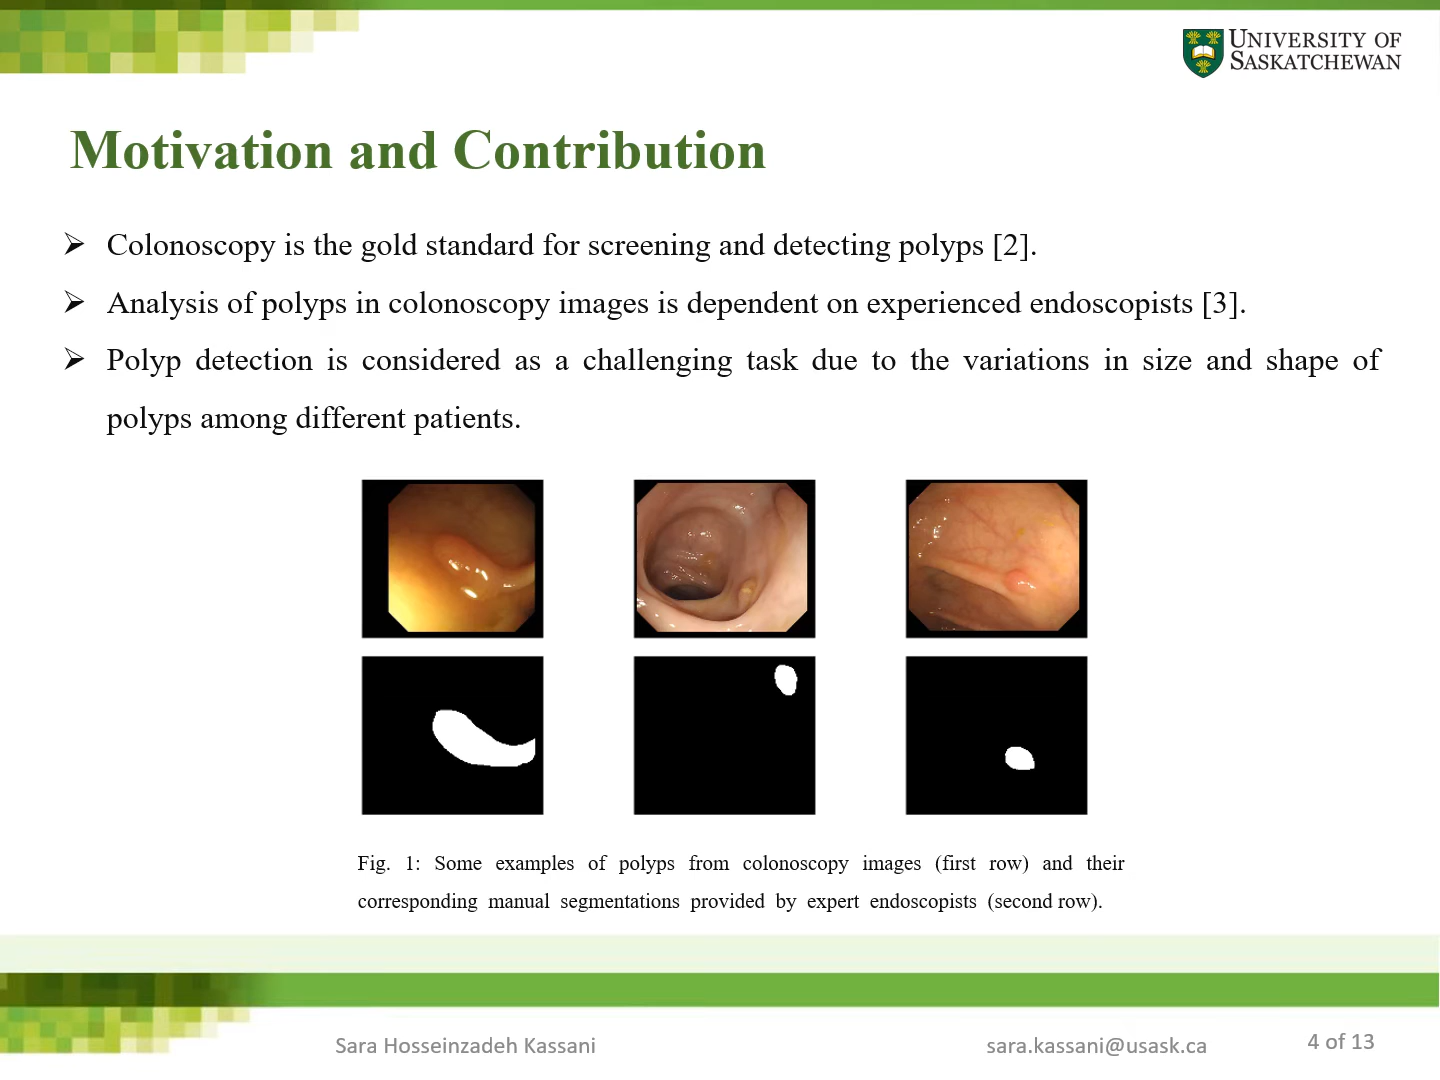 UNIVERSITY OF
SASKATCHEWAN
Motivation and Contribution
➢ Colonoscopy is the gold standard for screening and detecting polyps [2].
➢ Analysis of polyps in colonoscopy images is dependent on experienced endoscopists [3].
➢ Polyp detection is considered as a challenging task due to the variations in size and shape of
polyps among different patients.
Fig. 1: Some examples of polyps from colonoscopy images (first row) and their
corresponding manual segmentations provided by expert endoscopists (second row).
Sara Hosseinzadeh Kassani
sara.kassani@usask.ca
4 of 13